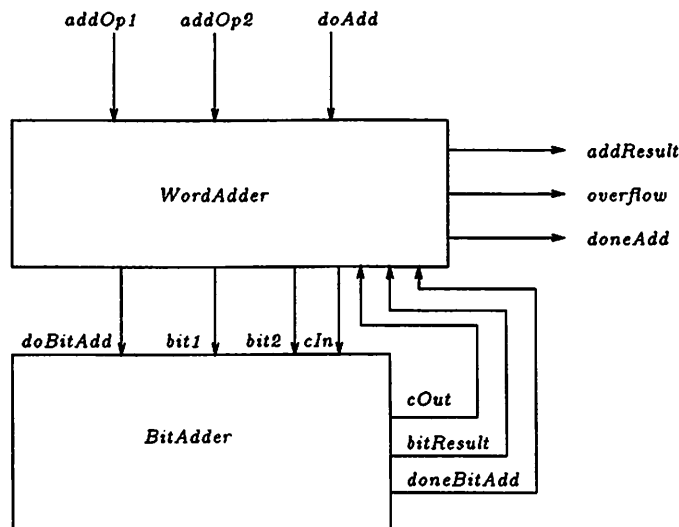 addOp1 addOp2 doAdd
addResult
WordAdder overflow
doneAdd
doBitAdd bit1 bit2 cIn
cOut
BitAdder
bitResult
doneBitAdd